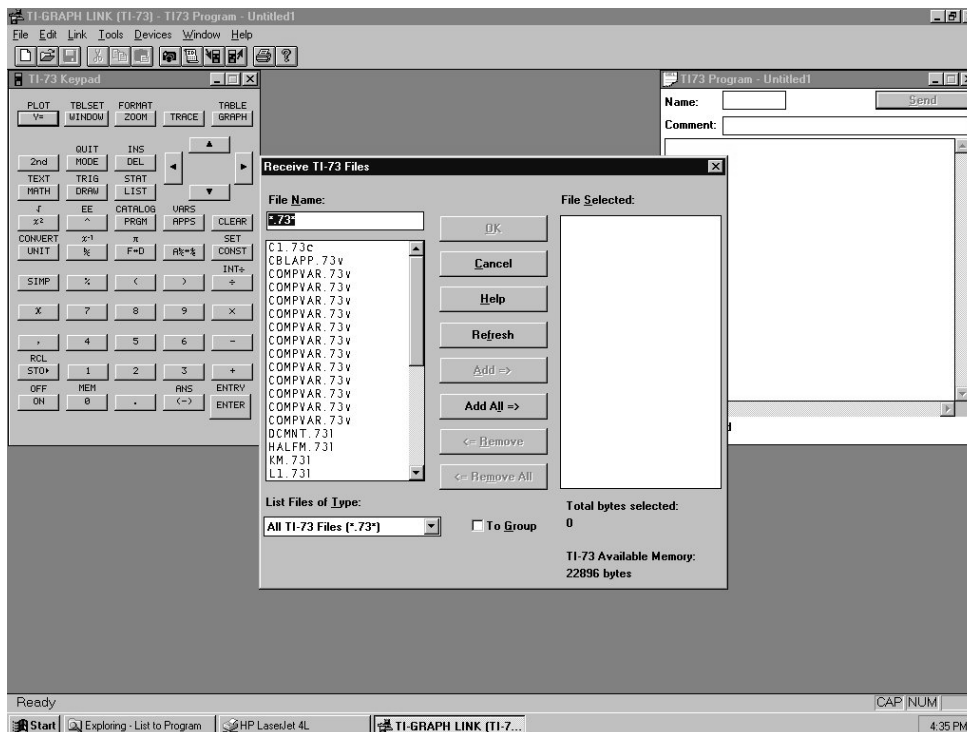 TI-GRAPH LINK (TI-73) - TI73 Program - Untitled1
File Edit Link Tools Devices Window Help
TI-73 Keypad
PLOT TBLSET FORMAT TABLE
Y= WINDOW ZOOM TRACE GRAPH
QUIT INS
2nd MODE DEL
TEXT TRIG STAT
MATH DRAW LIST
√ EE CATALOG VARS
x² ^ PRGM APPS CLEAR
CONVERT x⁻¹ π SET
UNIT F↔D CONST
INT÷
SIMP % ( ) ÷
X 7 8 9 ×
, 4 5 6 −
RCL
STO▸ 1 2 3 +
OFF MEM ANS ENTRY
ON 0 . (−) ENTER
TI73 Program - Untitled1
Name: Send
Comment:
Receive TI-73 Files
File Name:
*.73*
C1.73c
CBLAPP.73v
COMPVAR.73v
COMPVAR.73v
COMPVAR.73v
COMPVAR.73v
COMPVAR.73v
COMPVAR.73v
COMPVAR.73v
COMPVAR.73v
COMPVAR.73v
COMPVAR.73v
COMPVAR.73v
COMPVAR.73v
DCMNT.73l
HALFM.73l
KM.73l
L1.73l
List Files of Type:
All TI-73 Files (*.73*)
OK
Cancel
Help
Refresh
Add =>
Add All =>
<= Remove
<= Remove All
To Group
File Selected:
Total bytes selected:
0
TI-73 Available Memory:
22896 bytes
Ready CAP NUM
Start Exploring - List to Program HP LaserJet 4L TI-GRAPH LINK (TI-7... 4:35 PM